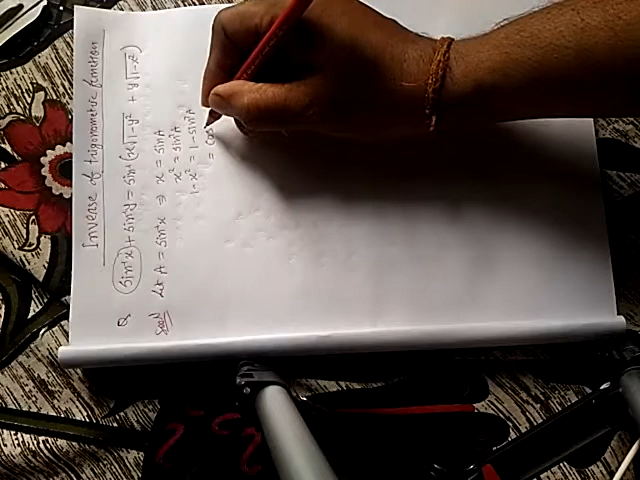 Inverse of trigonometric function
Q sin⁻¹x + sin⁻¹y = sin⁻¹(x√1-y² + y√1-x²)
Solⁿ Let A = sin⁻¹x ⇒ x = sinA
x² = sin²A
1-x² = 1-sin²A
= cos